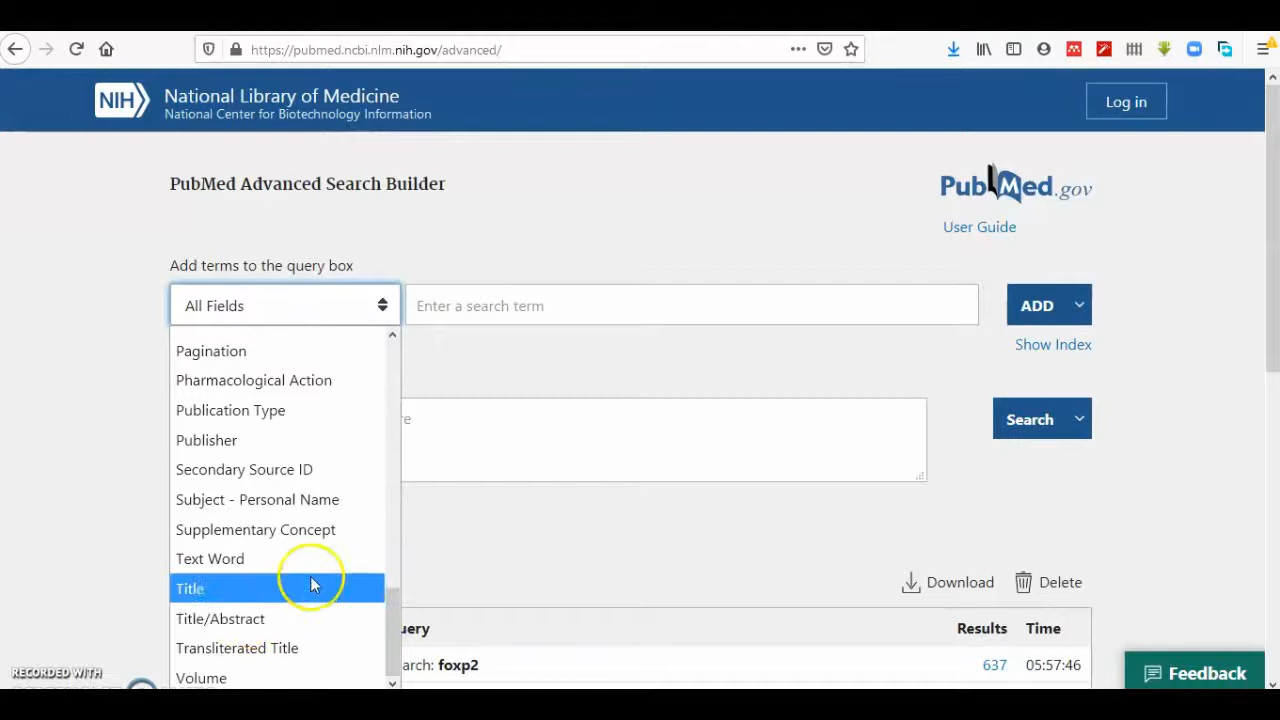 https://pubmed.ncbi.nlm.nih.gov/advanced/
NIH
National Library of Medicine
National Center for Biotechnology Information
Log in
PubMed Advanced Search Builder
PubMed.gov
User Guide
Add terms to the query box
All Fields
Enter a search term
ADD
Show Index
Pagination
Pharmacological Action
Publication Type
Publisher
Secondary Source ID
Subject - Personal Name
Supplementary Concept
Text Word
Title
Title/Abstract
Transliterated Title
Volume
re
Search
Download
Delete
uery
Results
Time
arch: foxp2
637
05:57:46
RECORDED WITH
Feedback